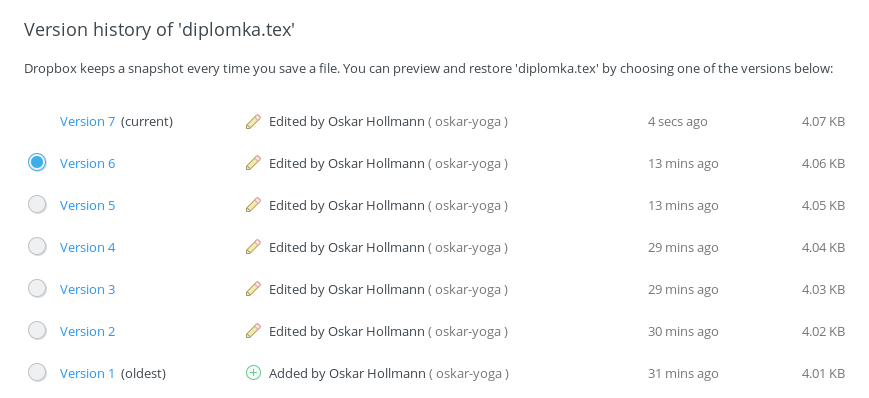 Version history of 'diplomka.tex'
Dropbox keeps a snapshot every time you save a file. You can preview and restore 'diplomka.tex' by choosing one of the versions below:
Version 7 (current) Edited by Oskar Hollmann ( oskar-yoga ) 4 secs ago 4.07 KB
Version 6 Edited by Oskar Hollmann ( oskar-yoga ) 13 mins ago 4.06 KB
Version 5 Edited by Oskar Hollmann ( oskar-yoga ) 13 mins ago 4.05 KB
Version 4 Edited by Oskar Hollmann ( oskar-yoga ) 29 mins ago 4.04 KB
Version 3 Edited by Oskar Hollmann ( oskar-yoga ) 29 mins ago 4.03 KB
Version 2 Edited by Oskar Hollmann ( oskar-yoga ) 30 mins ago 4.02 KB
Version 1 (oldest) Added by Oskar Hollmann ( oskar-yoga ) 31 mins ago 4.01 KB